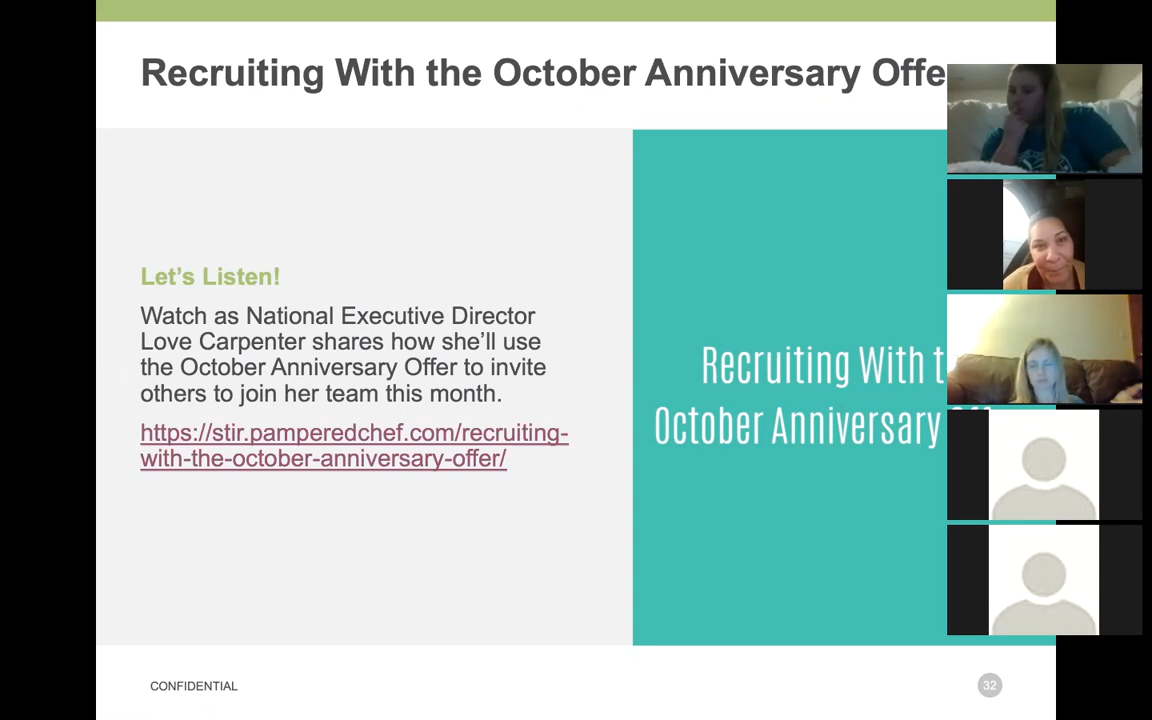 Recruiting With the October Anniversary Offe
Let's Listen!
Watch as National Executive Director
Love Carpenter shares how she'll use
the October Anniversary Offer to invite
others to join her team this month.
https://stir.pamperedchef.com/recruiting-
with-the-october-anniversary-offer/
Recruiting With t
October Anniversary
CONFIDENTIAL
32